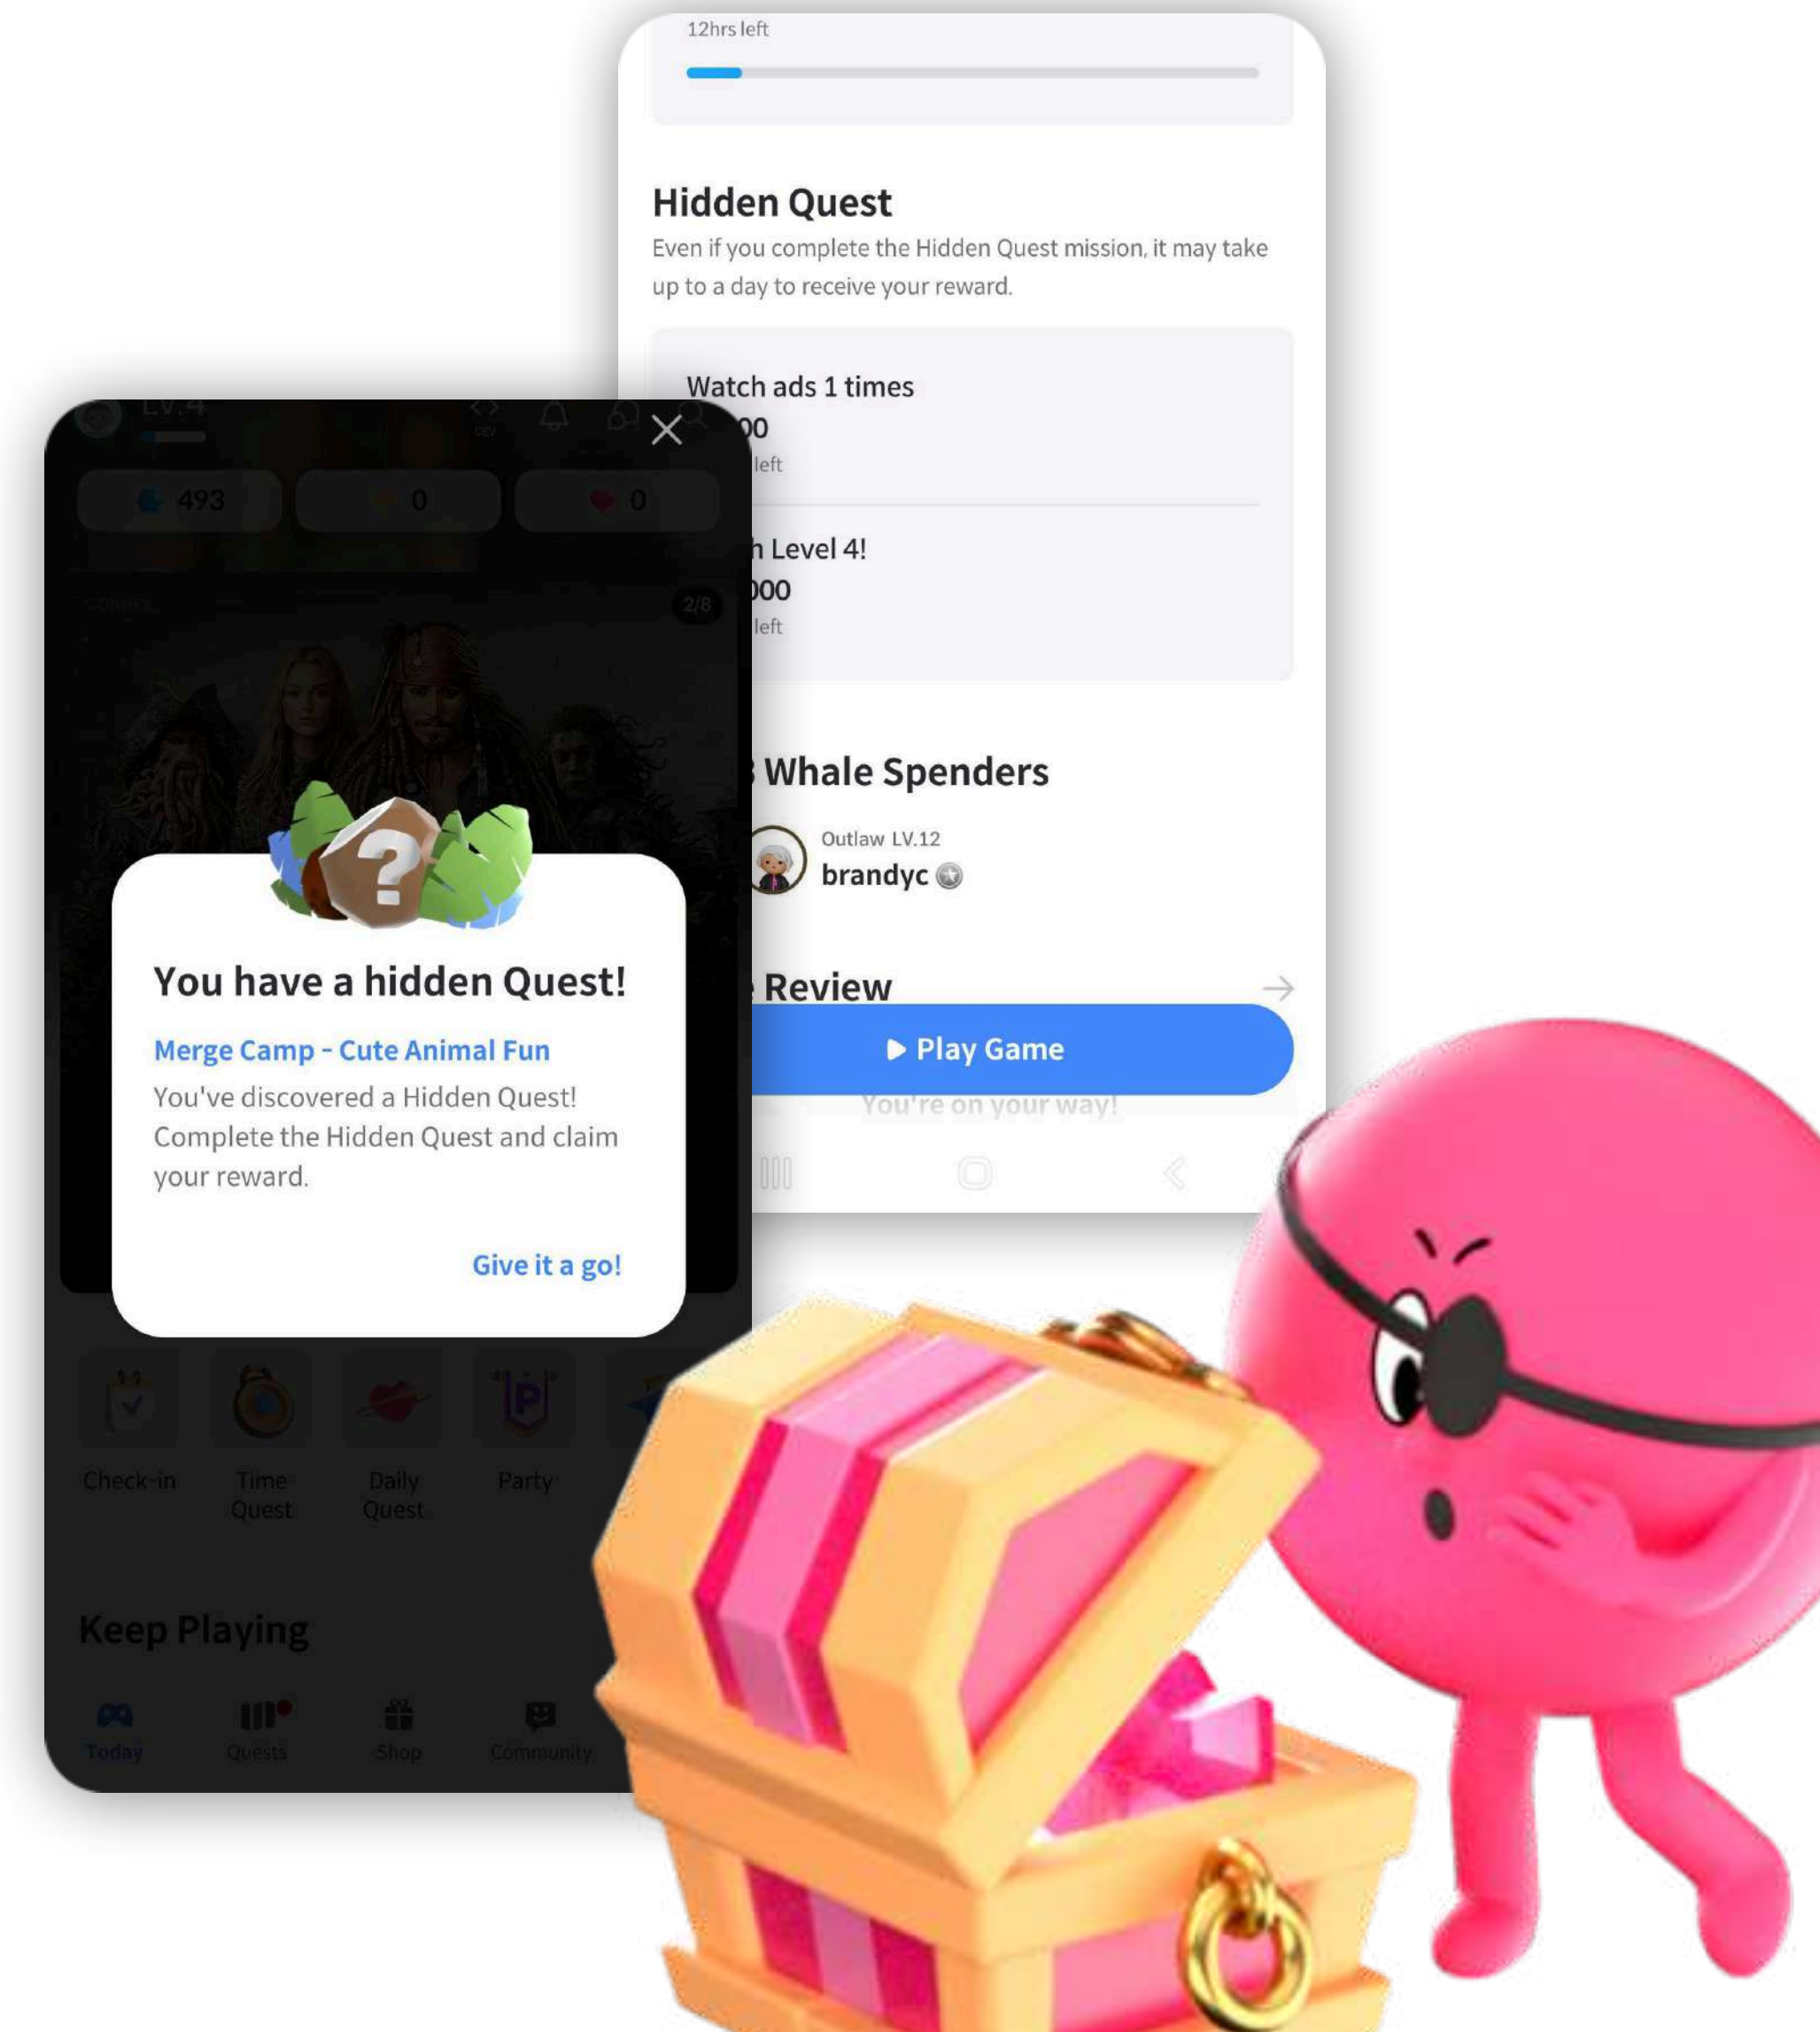 12hrs left
Hidden Quest
Even if you complete the Hidden Quest mission, it may take
up to a day to receive your reward.
Watch ads 1 times
00
left
h Level 4!
000
left
Whale Spenders
Outlaw LV.12
brandyc
Review
Play Game
You're on your way!
LV.4
DEV
493
0
0
2/8
?
You have a hidden Quest!
Merge Camp - Cute Animal Fun
You've discovered a Hidden Quest!
Complete the Hidden Quest and claim
your reward.
Give it a go!
P
Check-in
Time
Quest
Daily
Quest
Party
Keep Playing
Today
Quests
Shop
Community